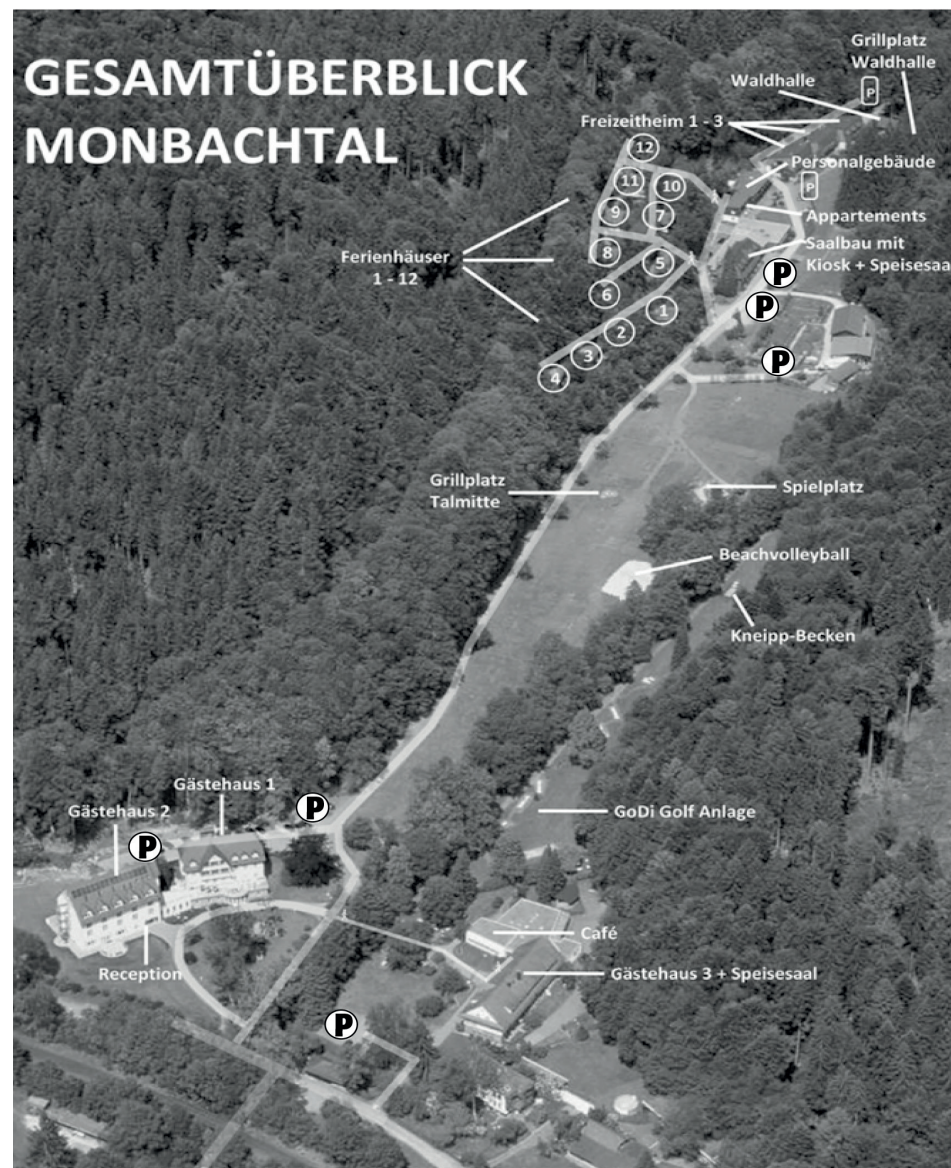 GESAMTÜBERBLICK
MONBACHTAL
Grillplatz
Waldhalle
Waldhalle
P
Freizeitheim 1 - 3
12
Personalgebäude
11
10
P
9
7
Appartements
Ferienhäuser
1 - 12
8
5
Saalbau mit
Kiosk + Speisesaal
P
6
1
P
2
3
P
4
Grillplatz
Talmitte
Spielplatz
Beachvolleyball
Kneipp-Becken
Gästehaus 1
P
Gästehaus 2
GoDi Golf Anlage
P
Café
Reception
Gästehaus 3 + Speisesaal
P